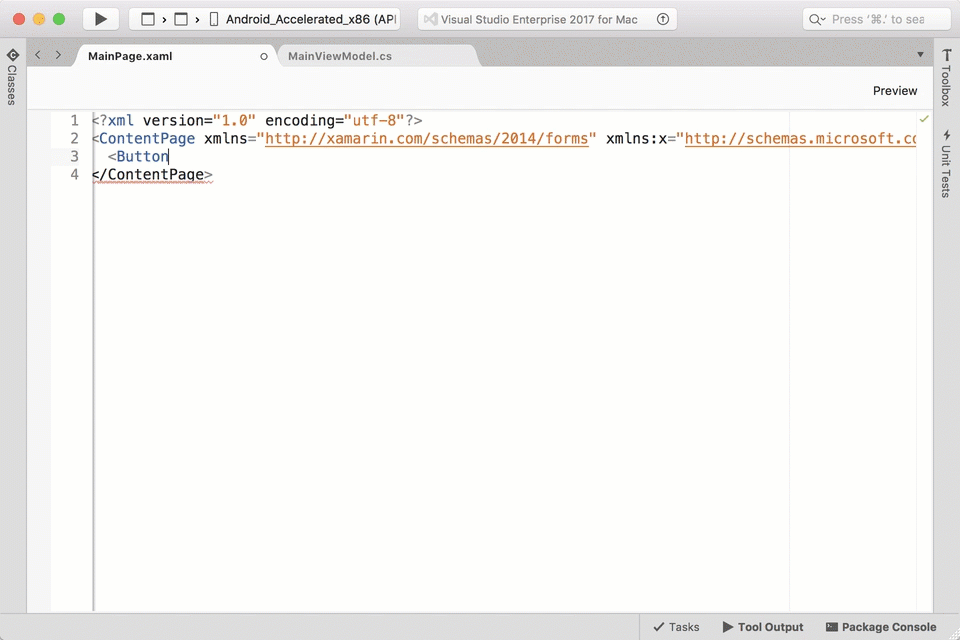 Android_Accelerated_x86 (API
Visual Studio Enterprise 2017 for Mac
Press '⌘.' to sea
Classes
MainPage.xaml
MainViewModel.cs
Toolbox
Unit Tests
Preview
1 <?xml version="1.0" encoding="utf-8"?>
2 <ContentPage xmlns="http://xamarin.com/schemas/2014/forms" xmlns:x="http://schemas.microsoft.co
3 <Button
4 </ContentPage>
Tasks
Tool Output
Package Console